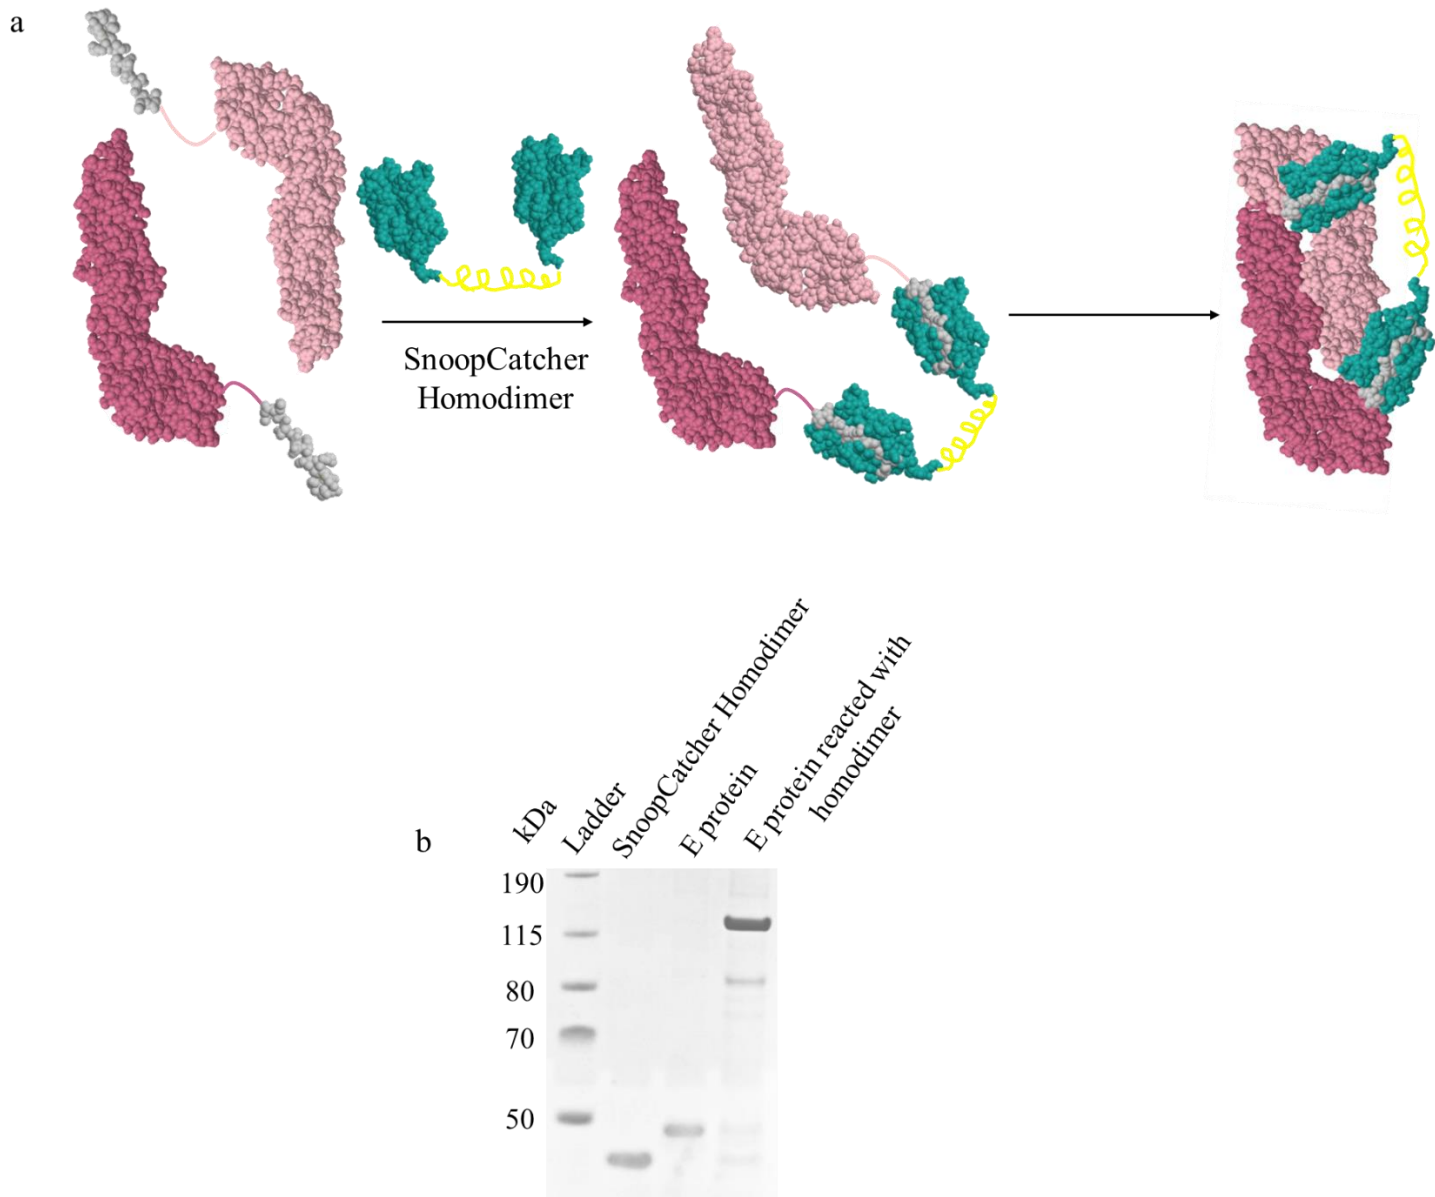 a
SnoopCatcher
Homodimer
b
kDa
Ladder
SnoopCatcher Homodimer
E protein
E protein reacted with
homodimer
190
115
80
70
50